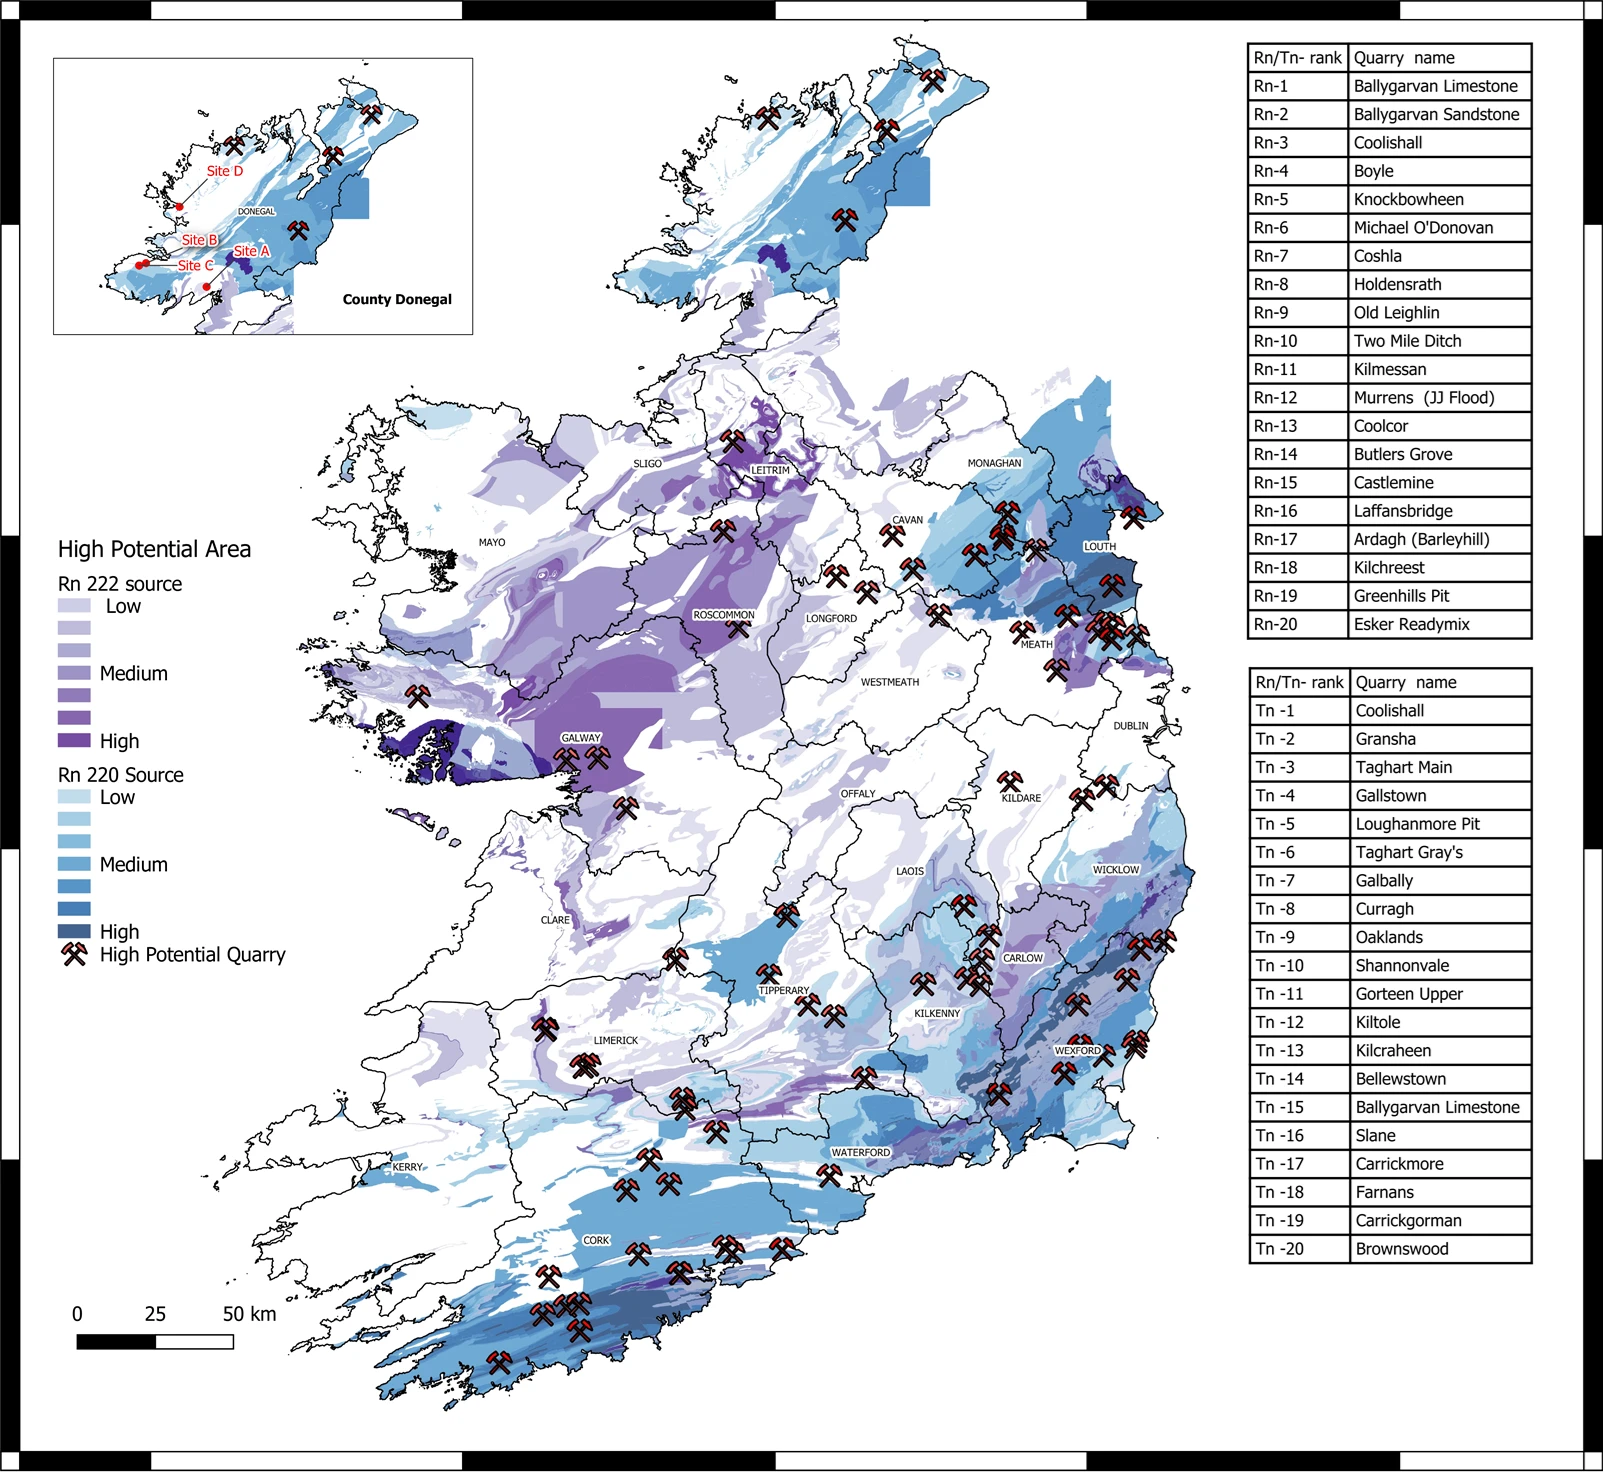 Site D
DONEGAL
Site B
Site A
Site C
County Donegal
SLIGO
LEITRIM
MONAGHAN
CAVAN
MAYO
LOUTH
ROSCOMMON
LONGFORD
MEATH
WESTMEATH
DUBLIN
GALWAY
OFFALY
KILDARE
LAOIS
WICKLOW
CLARE
CARLOW
TIPPERARY
KILKENNY
LIMERICK
WEXFORD
WATERFORD
KERRY
CORK
High Potential Area
Rn 222 source
Low
Medium
High
Rn 220 Source
Low
Medium
High
High Potential Quarry
0 25 50 km
Rn/Tn- rank Quarry name
Rn-1 Ballygarvan Limestone
Rn-2 Ballygarvan Sandstone
Rn-3 Coolishall
Rn-4 Boyle
Rn-5 Knockbowheen
Rn-6 Michael O'Donovan
Rn-7 Coshla
Rn-8 Holdensrath
Rn-9 Old Leighlin
Rn-10 Two Mile Ditch
Rn-11 Kilmessan
Rn-12 Murrens (JJ Flood)
Rn-13 Coolcor
Rn-14 Butlers Grove
Rn-15 Castlemine
Rn-16 Laffansbridge
Rn-17 Ardagh (Barleyhill)
Rn-18 Kilchreest
Rn-19 Greenhills Pit
Rn-20 Esker Readymix
Rn/Tn- rank Quarry name
Tn -1 Coolishall
Tn -2 Gransha
Tn -3 Taghart Main
Tn -4 Gallstown
Tn -5 Loughanmore Pit
Tn -6 Taghart Gray's
Tn -7 Galbally
Tn -8 Curragh
Tn -9 Oaklands
Tn -10 Shannonvale
Tn -11 Gorteen Upper
Tn -12 Kiltole
Tn -13 Kilcraheen
Tn -14 Bellewstown
Tn -15 Ballygarvan Limestone
Tn -16 Slane
Tn -17 Carrickmore
Tn -18 Farnans
Tn -19 Carrickgorman
Tn -20 Brownswood